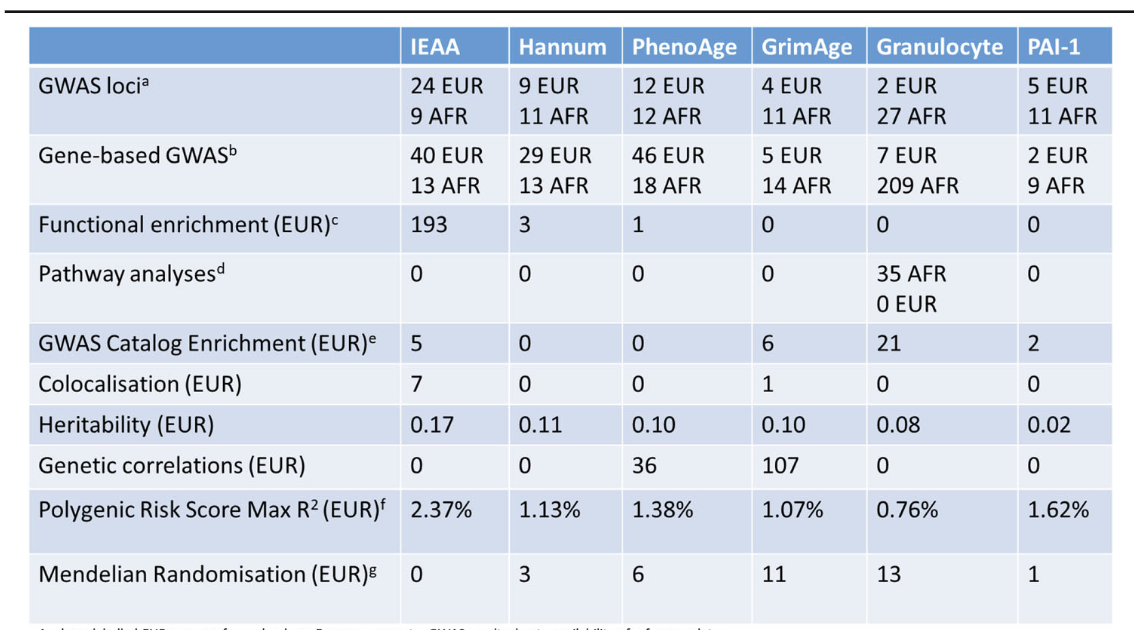 IEAA Hannum PhenoAge GrimAge Granulocyte PAI-1
GWAS lociᵃ 24 EUR 9 EUR 12 EUR 4 EUR 2 EUR 5 EUR
9 AFR 11 AFR 12 AFR 11 AFR 27 AFR 11 AFR
Gene-based GWASᵇ 40 EUR 29 EUR 46 EUR 5 EUR 7 EUR 2 EUR
13 AFR 13 AFR 18 AFR 14 AFR 209 AFR 9 AFR
Functional enrichment (EUR)ᶜ 193 3 1 0 0 0
Pathway analysesᵈ 0 0 0 0 35 AFR 0
0 EUR
GWAS Catalog Enrichment (EUR)ᵉ 5 0 0 6 21 2
Colocalisation (EUR) 7 0 0 1 0 0
Heritability (EUR) 0.17 0.11 0.10 0.10 0.08 0.02
Genetic correlations (EUR) 0 0 36 107 0 0
Polygenic Risk Score Max R² (EUR)ᶠ 2.37% 1.13% 1.38% 1.07% 0.76% 1.62%
Mendelian Randomisation (EUR)ᵍ 0 3 6 11 13 1